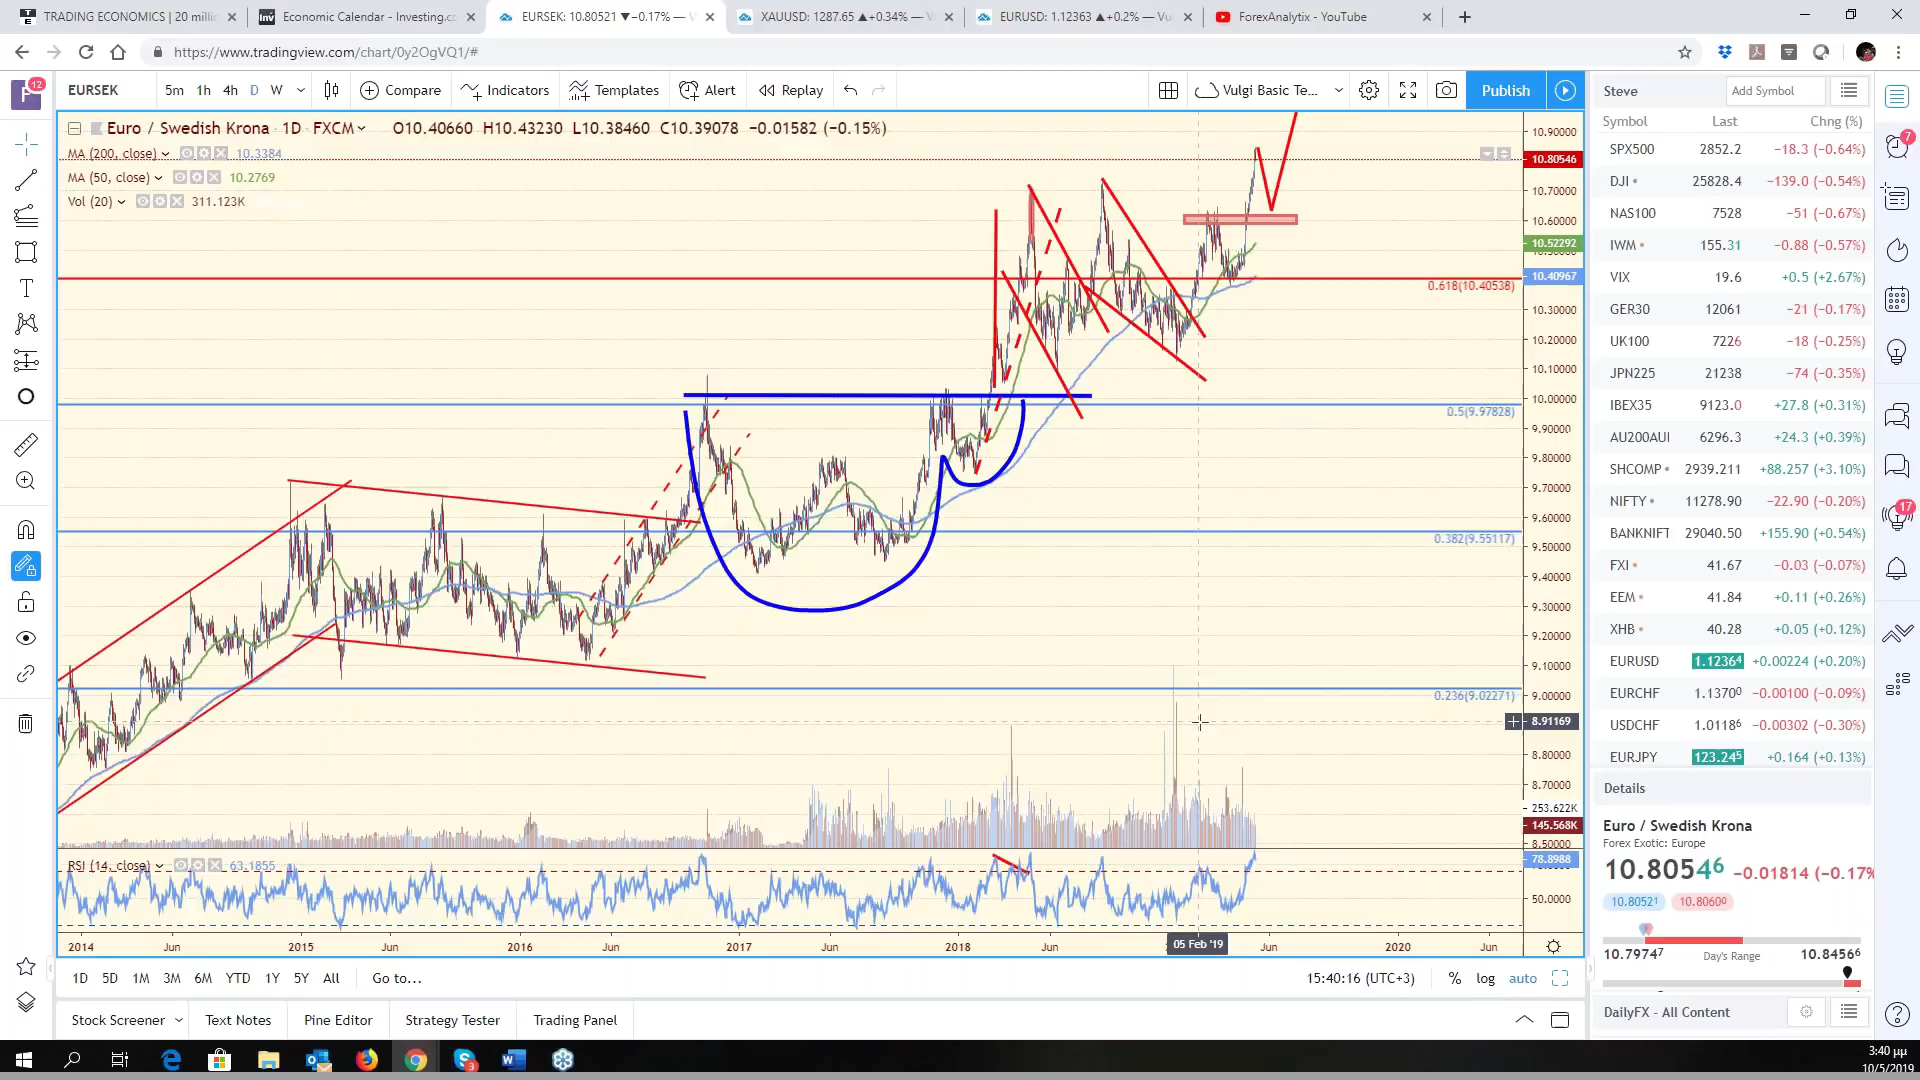 TRADING ECONOMICS | 20 milli
Economic Calendar - Investing.c
EURSEK: 10.80521 ▼−0.17% — V
XAUUSD: 1287.65 ▲+0.34% — V
EURUSD: 1.12363 ▲+0.2% — Vul
ForexAnalytix - YouTube
https://www.tradingview.com/chart/0y2OgVQ1/#
12
EURSEK 5m 1h 4h D W Compare Indicators Templates Alert Replay Vulgi Basic Te... Publish
Steve Add Symbol
Euro / Swedish Krona · 1D · FXCM O10.40660 H10.43230 L10.38460 C10.39078 −0.01582 (−0.15%)
MA (200, close) 10.3384
MA (50, close) 10.2769
Vol (20) 311.123K
10.90000
10.80546
10.70000
10.60000
10.52292
10.40967
0.618(10.40538)
10.30000
10.20000
10.10000
10.00000
0.5(9.97828)
9.90000
9.80000
9.70000
9.60000
0.382(9.55117)
9.50000
9.40000
9.30000
9.20000
9.10000
0.236(9.02271)
9.00000
8.91169
8.80000
8.70000
253.622K
145.568K
8.50000
RSI (14, close) 63.1855
78.8988
50.0000
2014 Jun 2015 Jun 2016 Jun 2017 Jun 2018 Jun 05 Feb '19 Jun 2020 Jun
1D 5D 1M 3M 6M YTD 1Y 5Y All Go to...
15:40:16 (UTC+3) % log auto
Stock Screener Text Notes Pine Editor Strategy Tester Trading Panel
Symbol Last Chng (%)
SPX500 2852.2 −18.3 (−0.64%)
DJI 25828.4 −139.0 (−0.54%)
NAS100 7528 −51 (−0.67%)
IWM 155.31 −0.88 (−0.57%)
VIX 19.6 +0.5 (+2.67%)
GER30 12061 −21 (−0.17%)
UK100 7226 −18 (−0.25%)
JPN225 21238 −74 (−0.35%)
IBEX35 9123.0 +27.8 (+0.31%)
AU200AUI 6296.3 +24.3 (+0.39%)
SHCOMP 2939.211 +88.257 (+3.10%)
NIFTY 11278.90 −22.90 (−0.20%)
BANKNIFT 29040.50 +155.90 (+0.54%)
FXI 41.67 −0.03 (−0.07%)
EEM 41.84 +0.11 (+0.26%)
XHB 40.28 +0.05 (+0.12%)
EURUSD 1.12364 +0.00224 (+0.20%)
EURCHF 1.13700 −0.00100 (−0.09%)
USDCHF 1.01186 −0.00302 (−0.30%)
EURJPY 123.245 +0.164 (+0.13%)
Details
Euro / Swedish Krona
Forex Exotic: Europe
10.80546 −0.01814 (−0.17%
10.80521 10.80600
10.79747 Day's Range 10.84566
DailyFX - All Content
7
17
3
3:40 μμ
10/5/2019